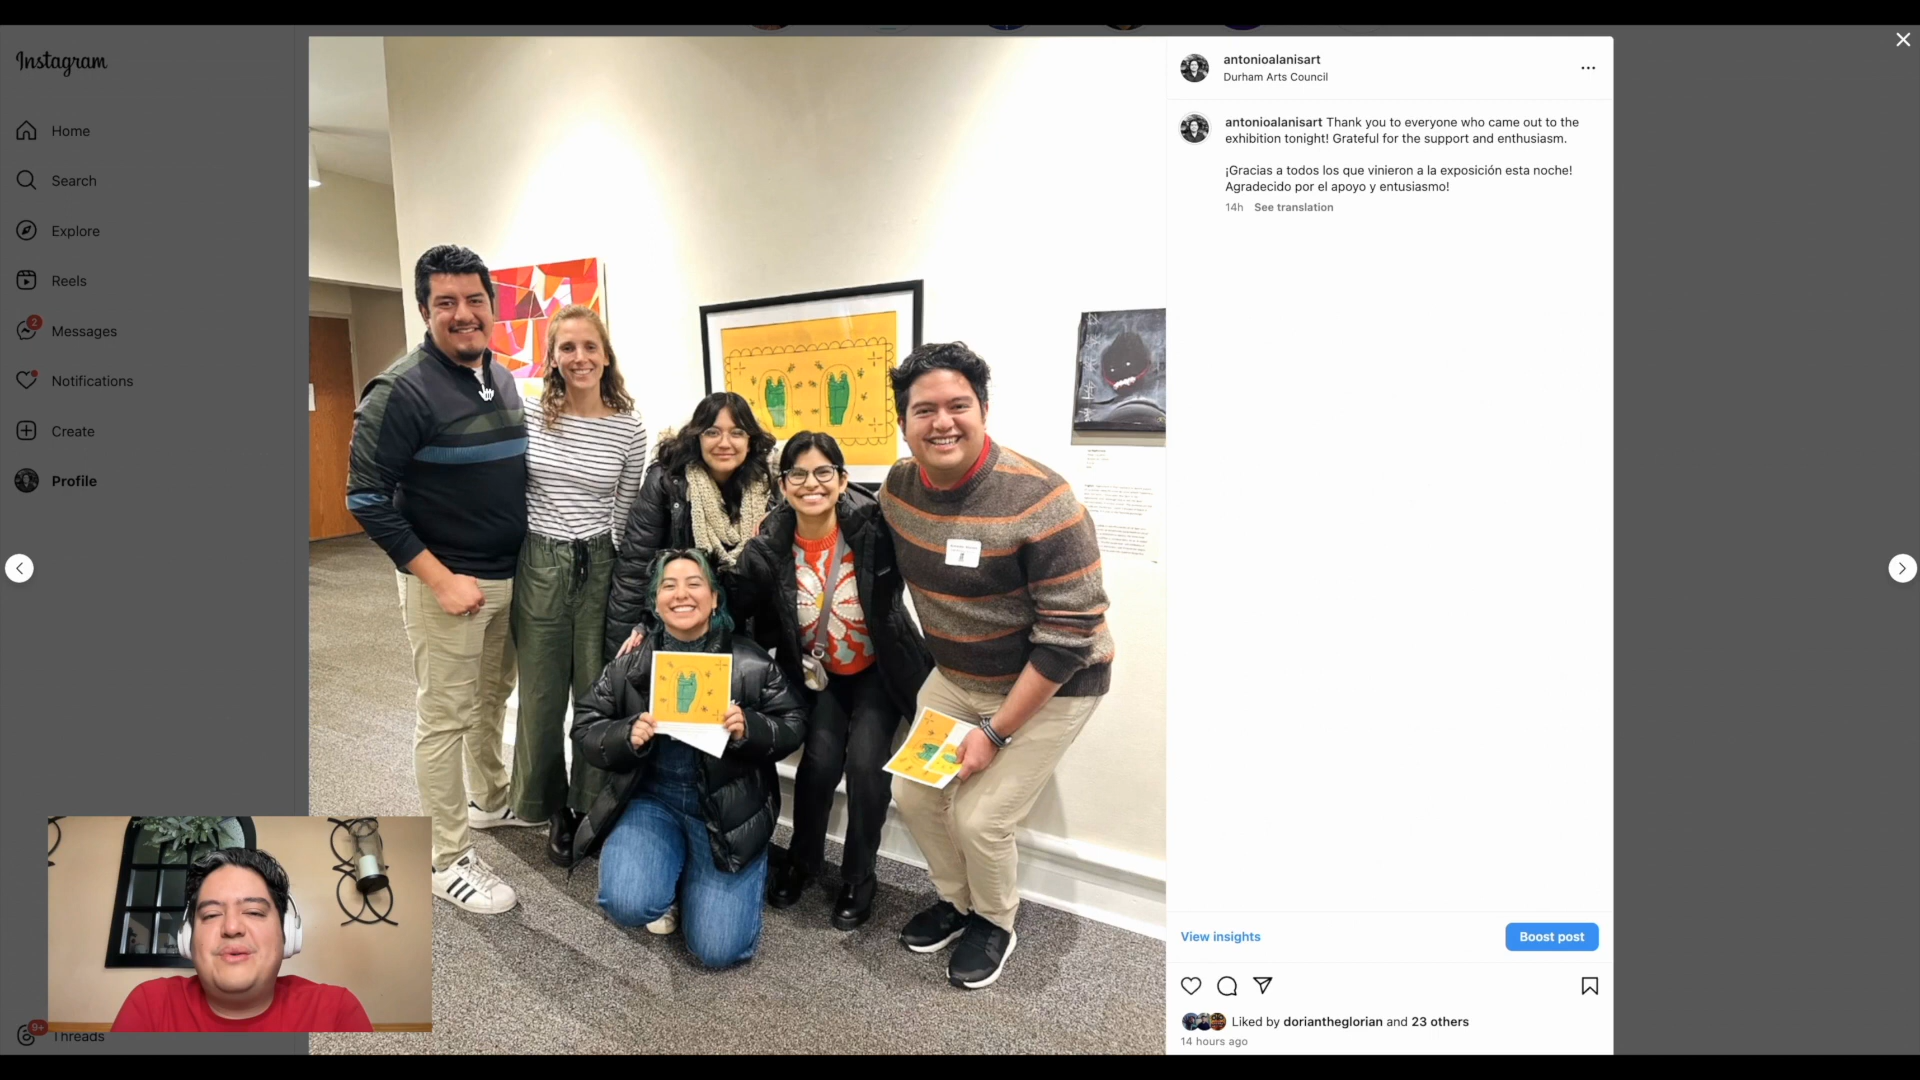 Instagram
Home
Search
Explore
Reels
2
Messages
Notifications
Create
Profile
9+
Threads
antonioalanisart
Durham Arts Council
antonioalanisart Thank you to everyone who came out to the
exhibition tonight! Grateful for the support and enthusiasm.
¡Gracias a todos los que vinieron a la exposición esta noche!
Agradecido por el apoyo y entusiasmo!
14h See translation
View insights
Boost post
Liked by doriantheglorian and 23 others
14 hours ago